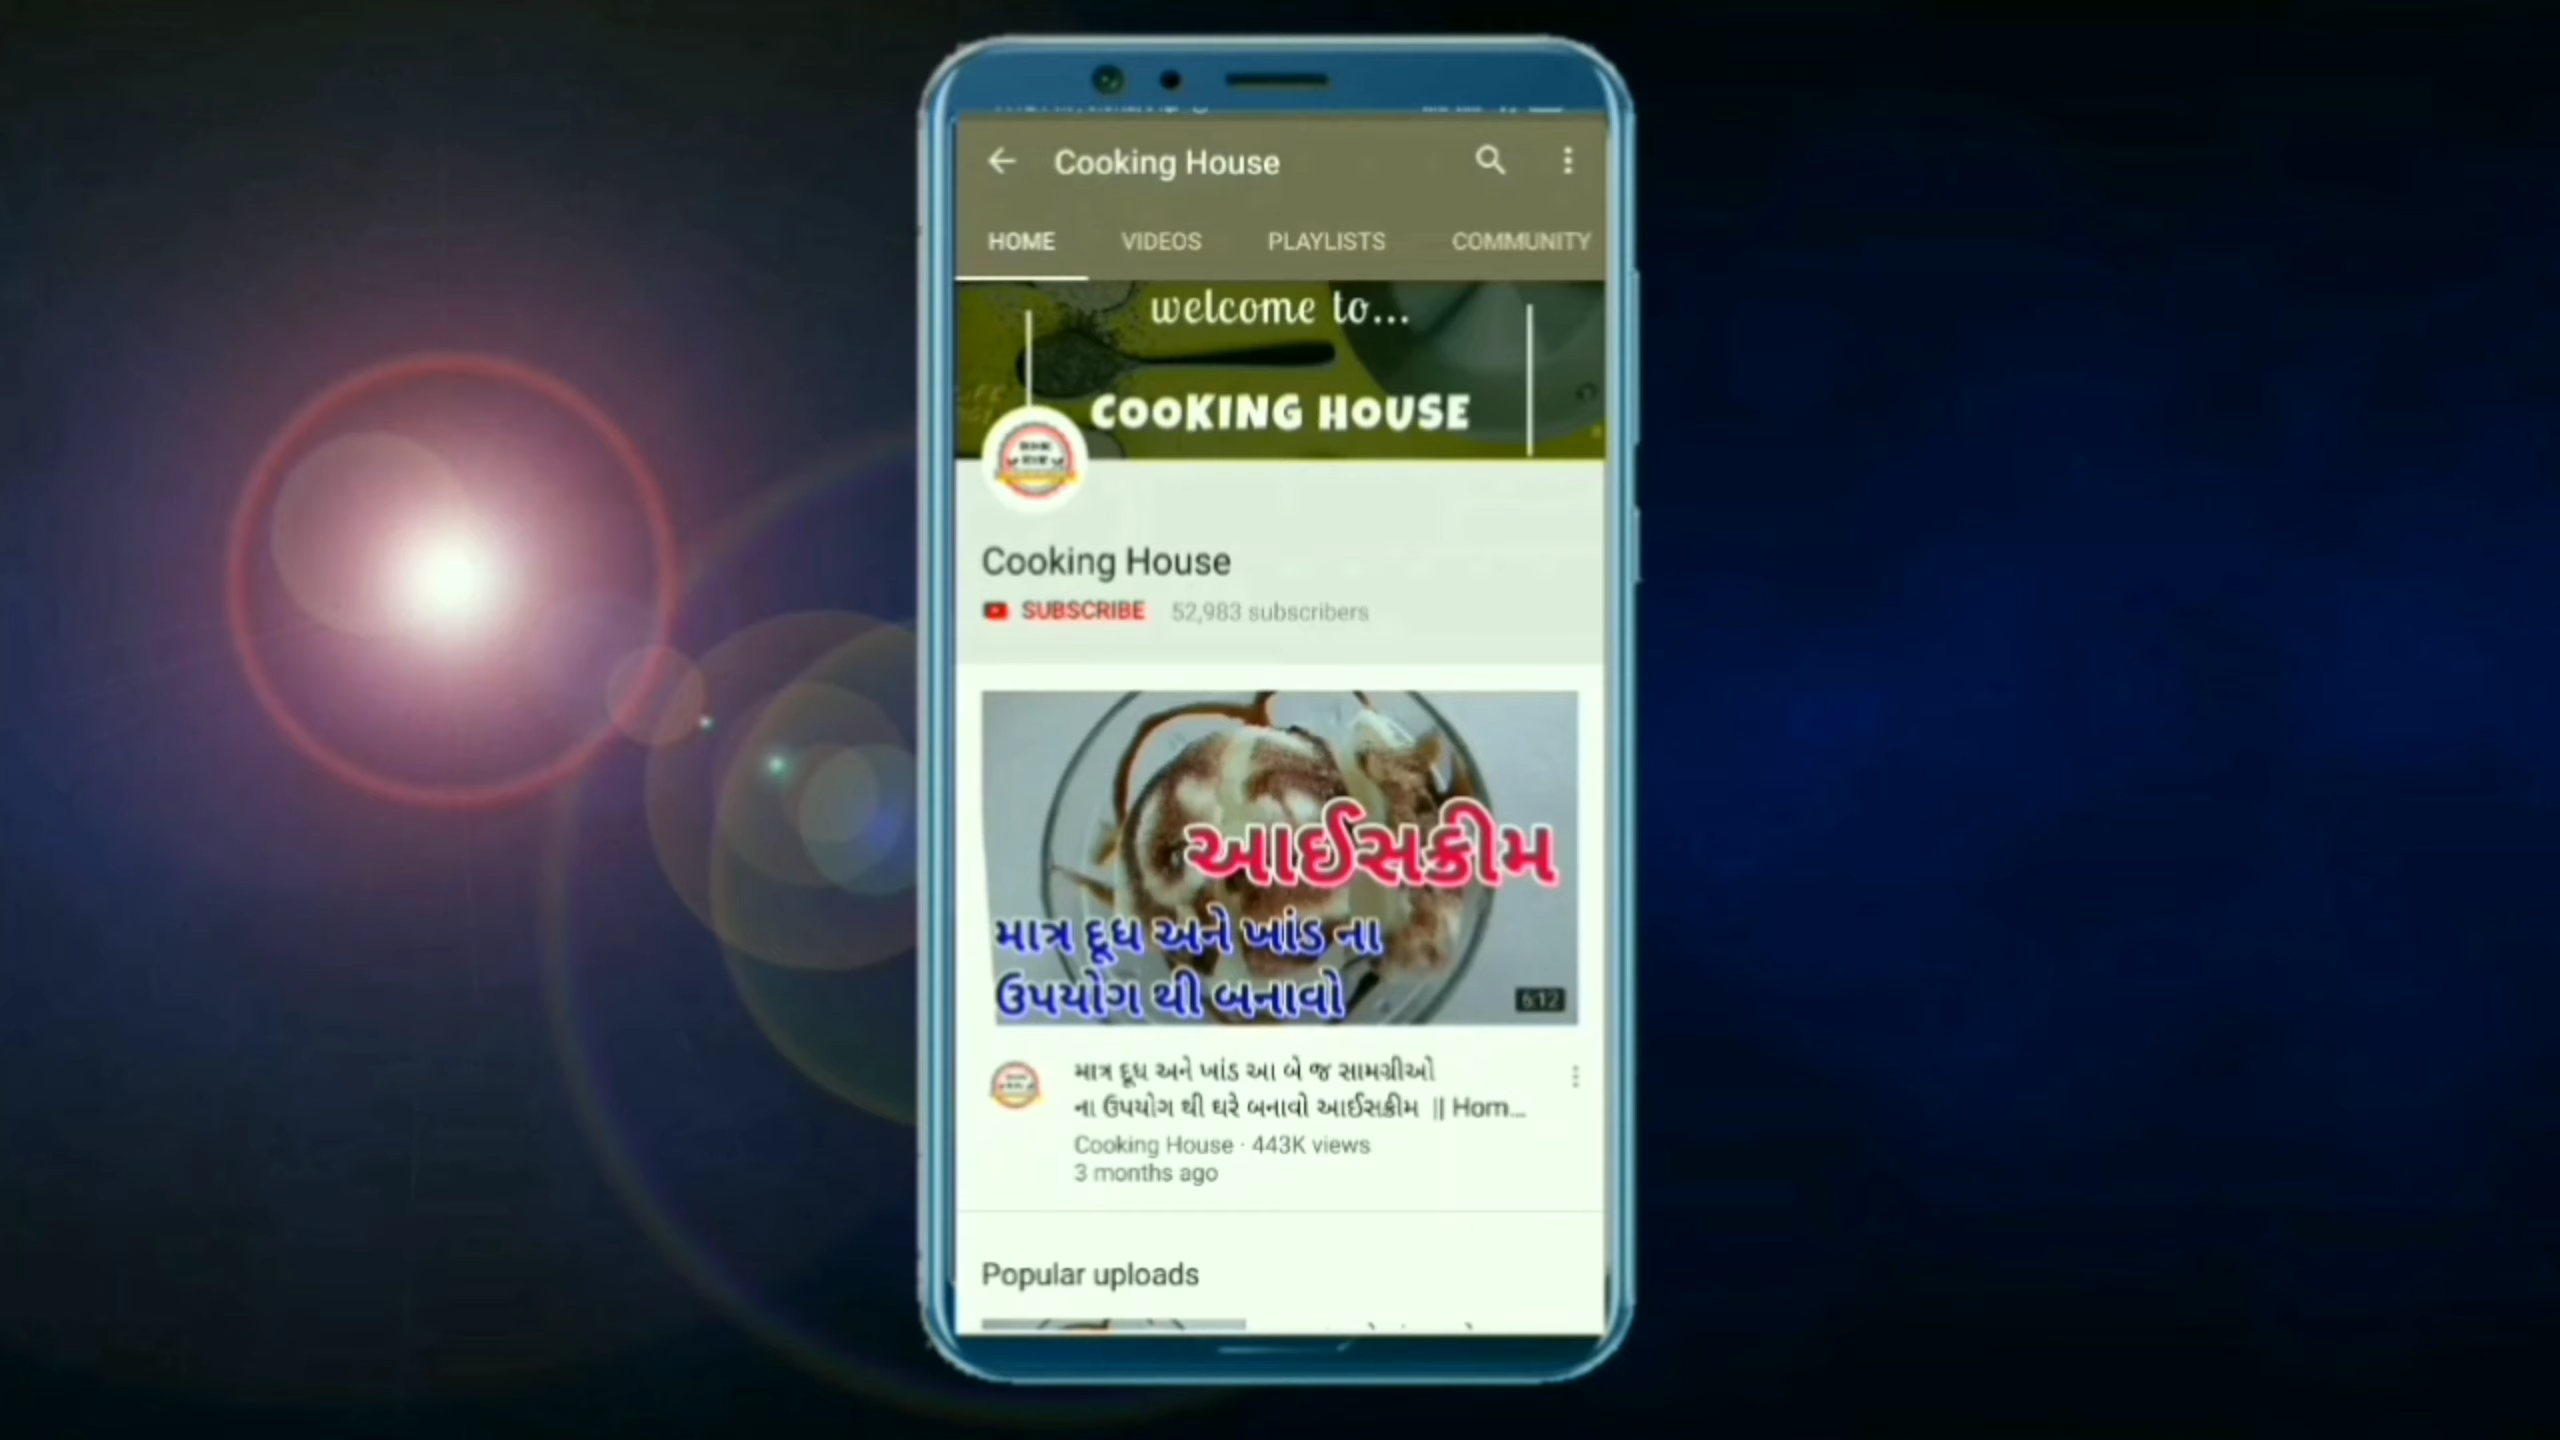 Cooking House
HOME VIDEOS PLAYLISTS COMMUNITY
welcome to...
COOKING HOUSE
Cooking House
SUBSCRIBE 52,983 subscribers
આઈસક્રીમ
માત્ર દૂધ અને ખાંડ ના
ઉપયોગ થી બનાવો
6:12
માત્ર દૂધ અને ખાંડ આ બે જ સામગ્રીઓ
ના ઉપયોગ થી ઘરે બનાવો આઈસક્રીમ || Hom...
Cooking House · 443K views
3 months ago
Popular uploads